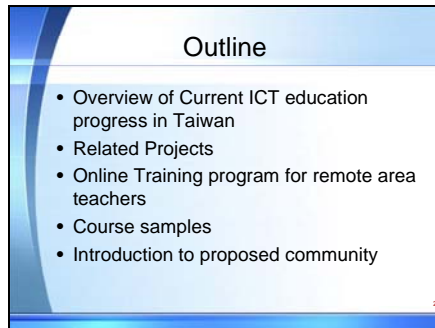 Outline
• Overview of Current ICT education
progress in Taiwan
• Related Projects
• Online Training program for remote area
teachers
• Course samples
• Introduction to proposed community